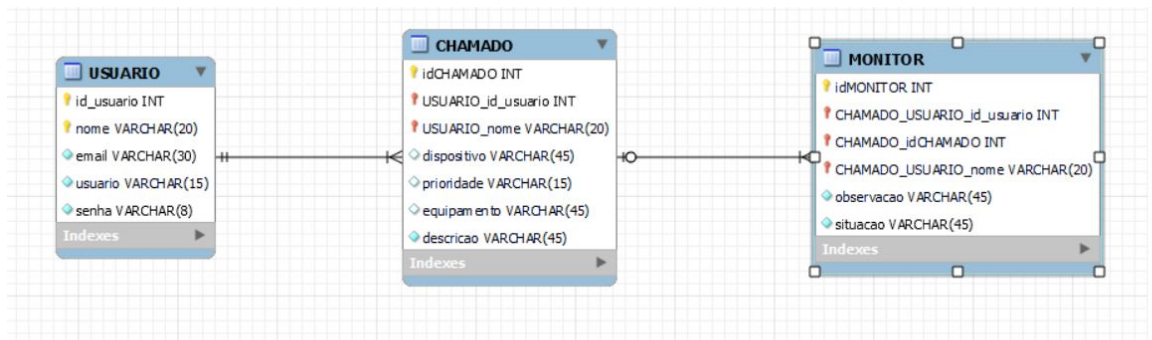 USUARIO
id_usuario INT
nome VARCHAR(20)
email VARCHAR(30)
usuario VARCHAR(15)
senha VARCHAR(8)
Indexes
CHAMADO
idCHAMADO INT
USUARIO_id_usuario INT
USUARIO_nome VARCHAR(20)
dispositivo VARCHAR(45)
prioridade VARCHAR(15)
equipamento VARCHAR(45)
descricao VARCHAR(45)
Indexes
MONITOR
idMONITOR INT
CHAMADO_USUARIO_id_usuario INT
CHAMADO_idCHAMADO INT
CHAMADO_USUARIO_nome VARCHAR(20)
observacao VARCHAR(45)
situacao VARCHAR(45)
Indexes